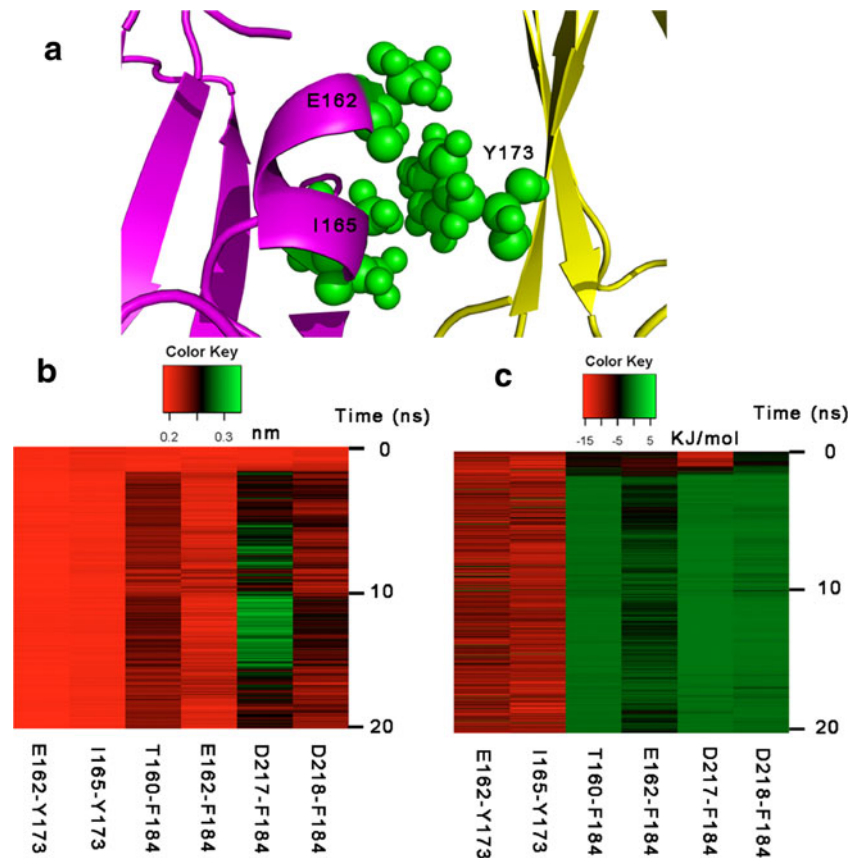 a
E162
Y173
I165
b
Color Key
0.2 0.3
nm
Time (ns)
0
10
20
E162-Y173
I165-Y173
T160-F184
E162-F184
D217-F184
D218-F184
c
Color Key
-15 -5 5
KJ/mol
Time (ns)
0
10
20
E162-Y173
I165-Y173
T160-F184
E162-F184
D217-F184
D218-F184